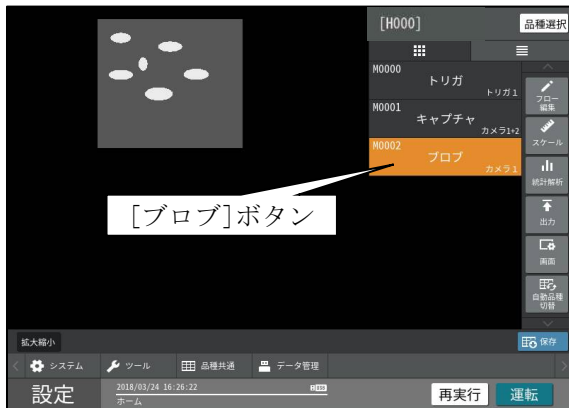 [H000]
品種選択
M0000
トリガ
トリガ1
M0001
キャプチャ
カメラ1+2
M0002
ブロブ
カメラ1
フロー
編集
スケール
統計解析
出力
画面
自動品種
切替
[ブロブ]ボタン
拡大縮小
保存
システム
ツール
品種共通
データ管理
設定
2018/03/24 16:26:22
ホーム
再実行
運転